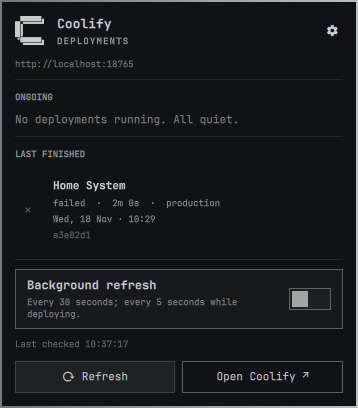 Coolify
DEPLOYMENTS
http://localhost:18765
ONGOING
No deployments running. All quiet.
LAST FINISHED
Home System
× failed · 2m 0s · production
Wed, 18 Nov · 10:29
a3e82d1
Background refresh
Every 30 seconds; every 5 seconds while
deploying.
Last checked 10:37:17
Refresh
Open Coolify ↗